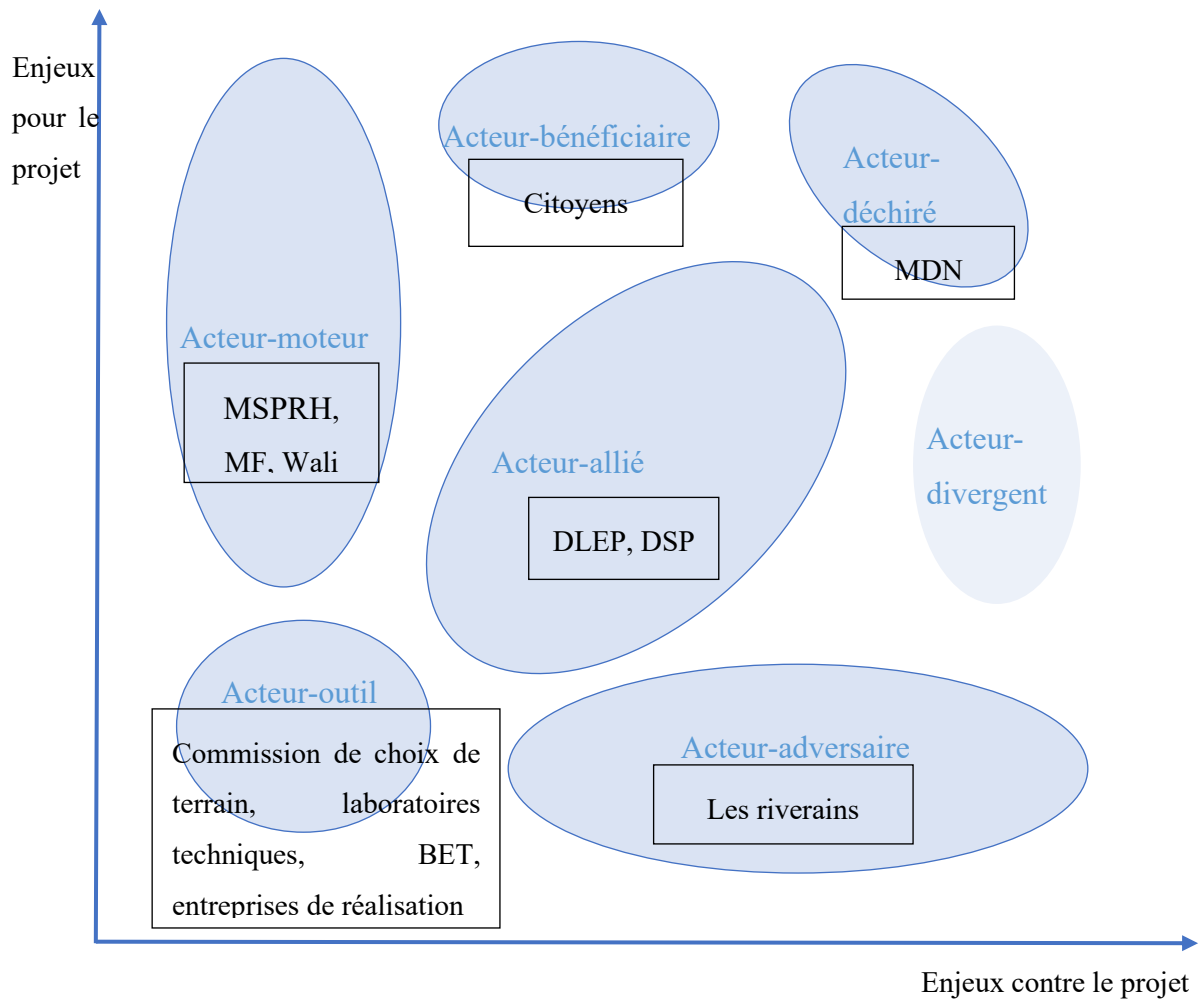 Enjeux
pour le
projet
Acteur-bénéficiaire
Citoyens
Acteur-
déchiré
MDN
Acteur-moteur
MSPRH,
MF, Wali
Acteur-allié
DLEP, DSP
Acteur-
divergent
Acteur-outil
Commission de choix de
terrain, laboratoires
techniques, BET,
entreprises de réalisation
Acteur-adversaire
Les riverains
Enjeux contre le projet